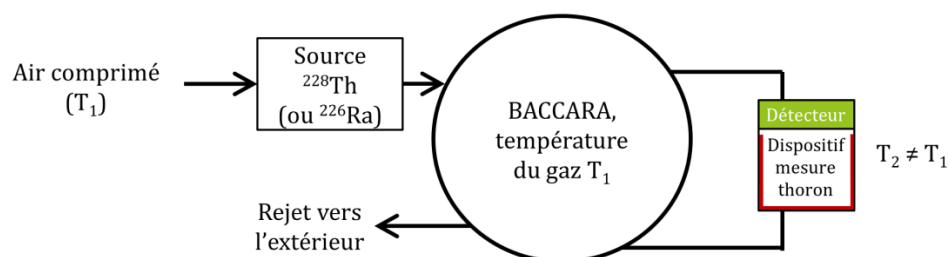 Air comprimé
(T₁)
Source
²²⁸Th
(ou ²²⁶Ra)
BACCARA,
température
du gaz T₁
Détecteur
Dispositif
mesure
thoron
T₂ ≠ T₁
Rejet vers
l'extérieur